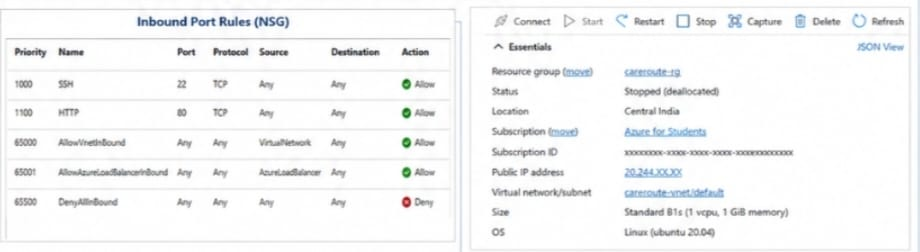 Inbound Port Rules (NSG)
Priority Name Port Protocol Source Destination Action
1000 SSH 22 TCP Any Any Allow
1100 HTTP 80 TCP Any Any Allow
65000 AllowVnetInBound Any Any VirtualNetwork Any Allow
65001 AllowAzureLoadBalancerInBound Any Any AzureLoadBalancer Any Allow
65500 DenyAllInBound Any Any Any Any Deny
Connect Start Restart Stop Capture Delete Refresh
Essentials JSON View
Resource group (move) careroute-rg
Status Stopped (deallocated)
Location Central India
Subscription (move) Azure for Students
Subscription ID xxxxxxxx-xxxx-xxxx-xxxx-xxxxxxxxxxxx
Public IP address 20.244.XX.XX
Virtual network/subnet careroute-vnet/default
Size Standard B1s (1 vcpu, 1 GiB memory)
OS Linux (ubuntu 20.04)